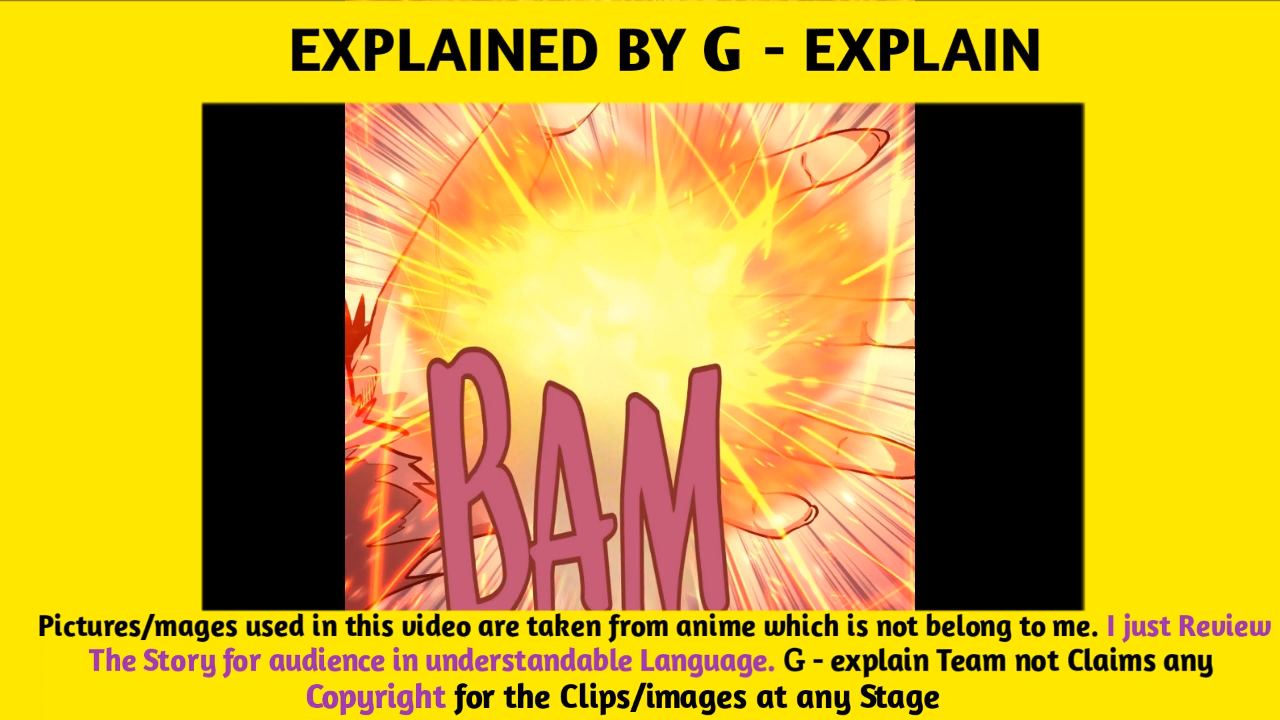 EXPLAINED BY G - EXPLAIN
BAM
Pictures/mages used in this video are taken from anime which is not belong to me. I just Review
The Story for audience in understandable Language. G - explain Team not Claims any
Copyright for the Clips/images at any Stage